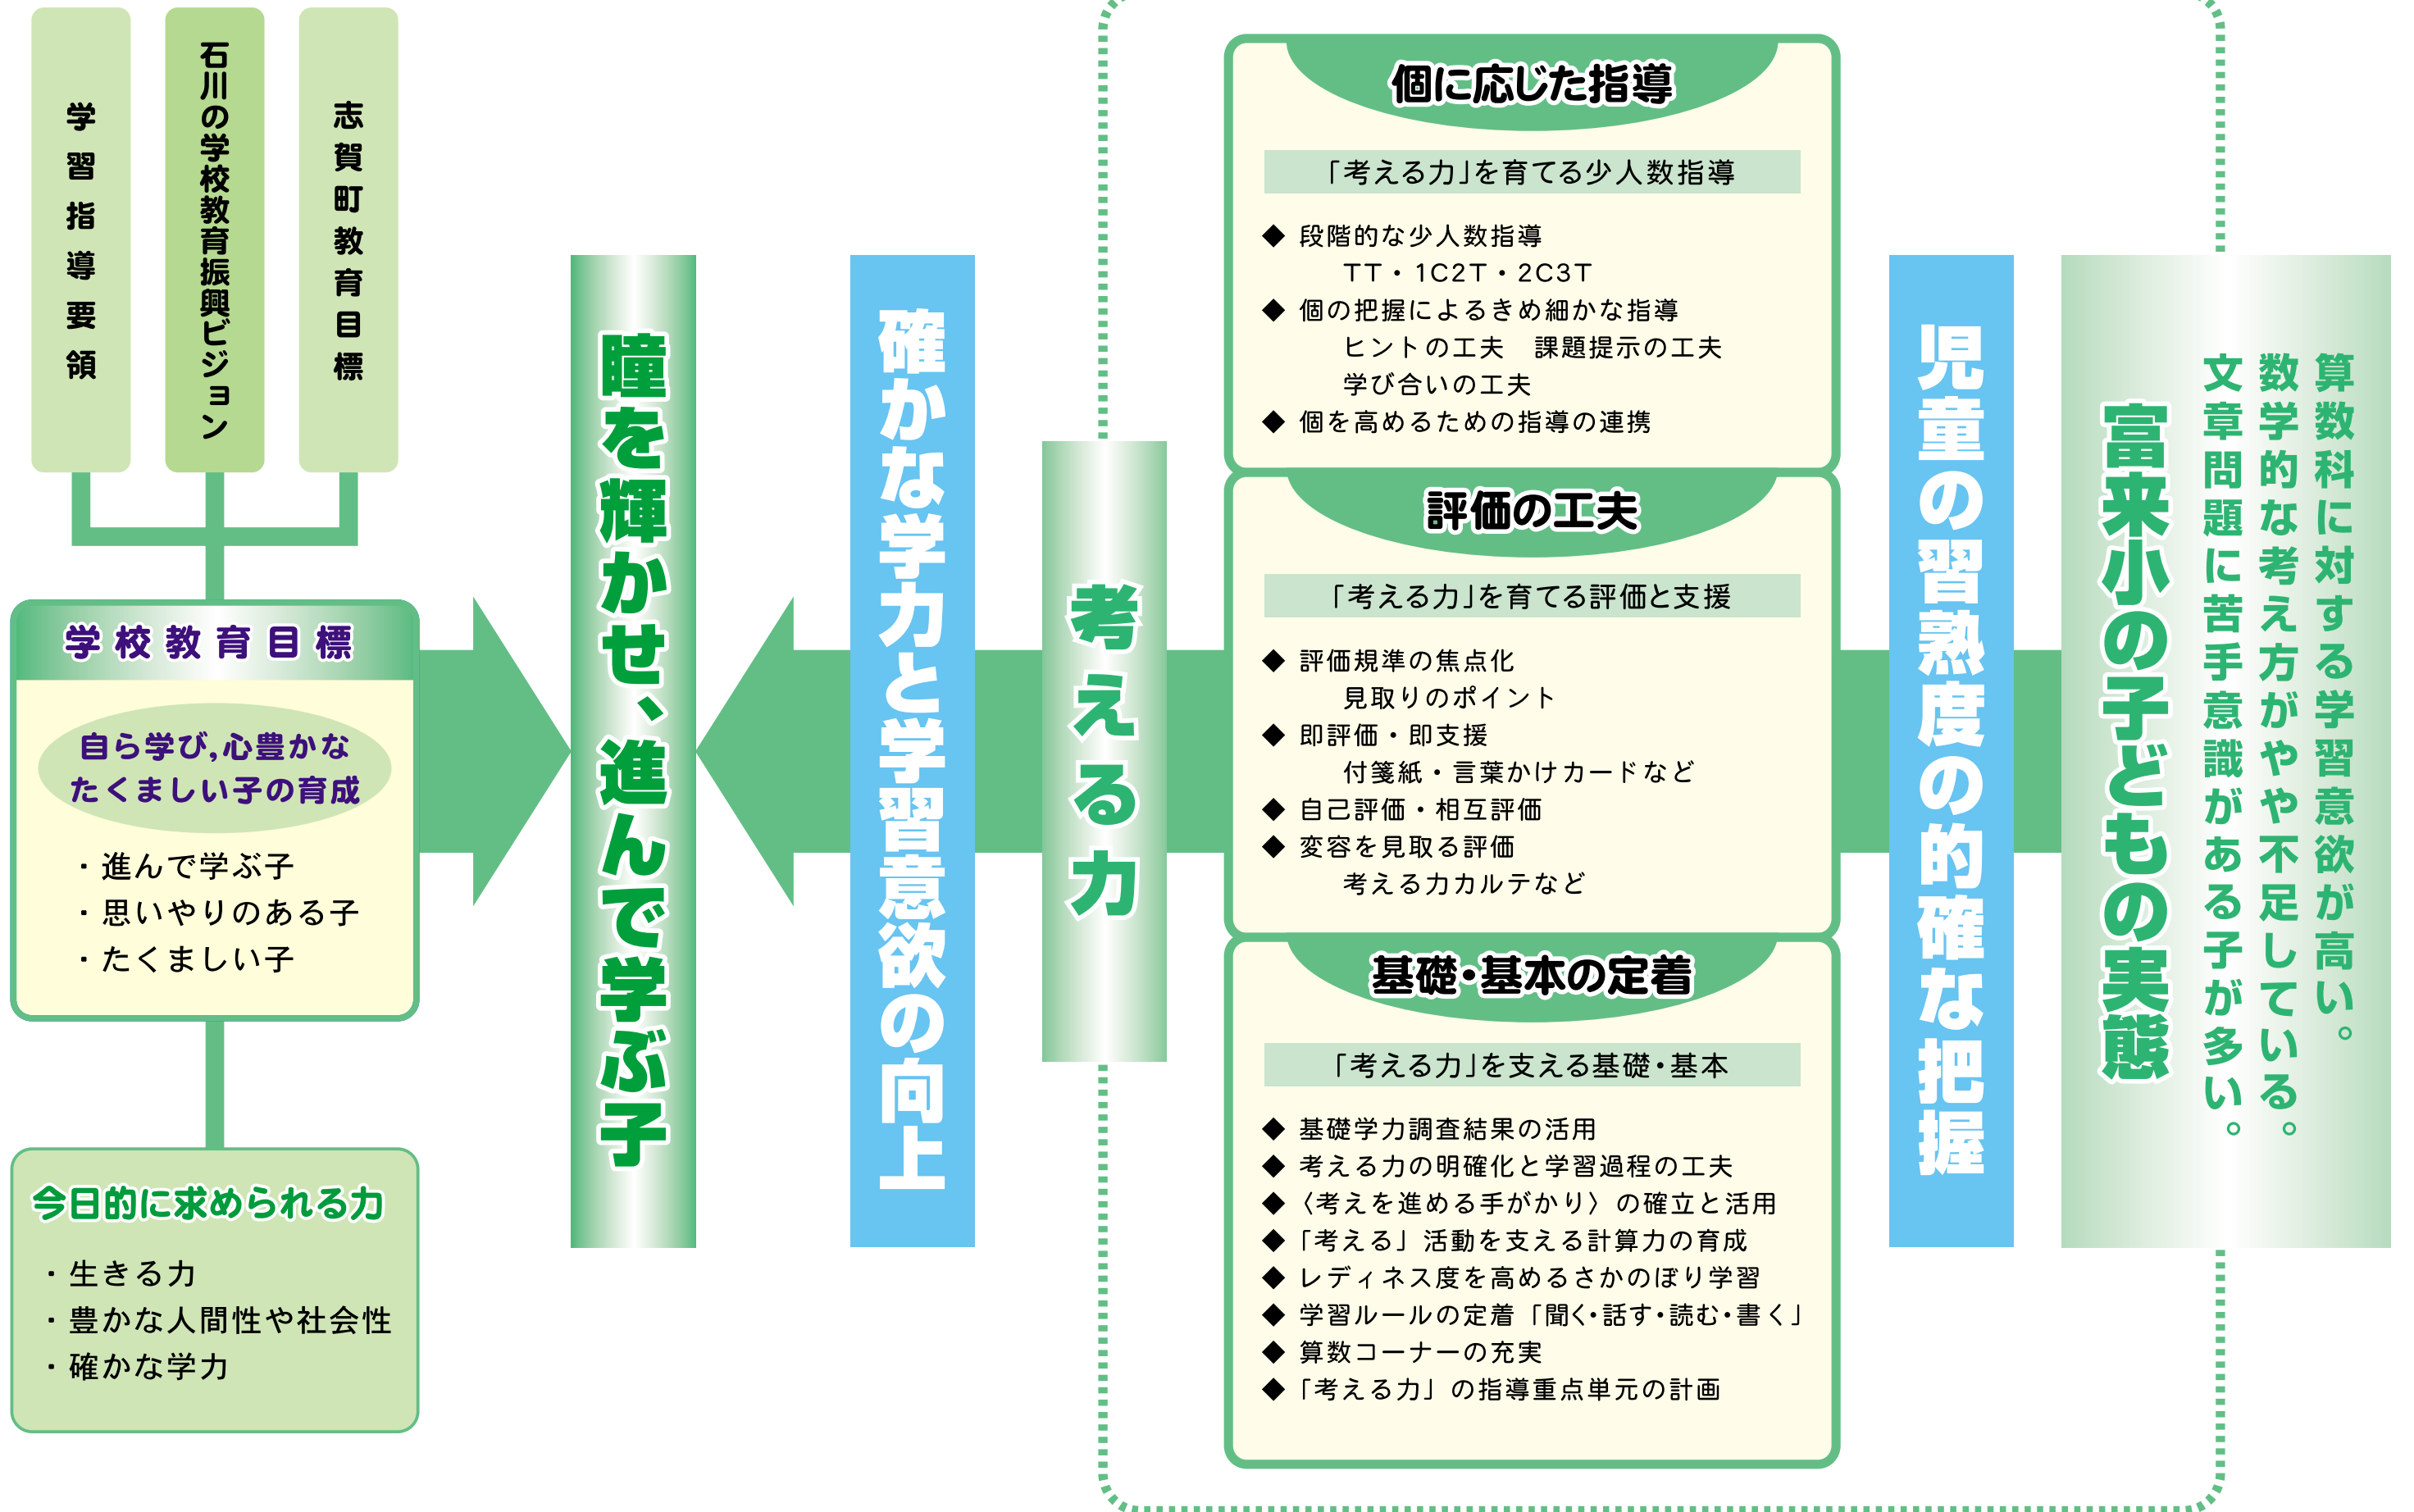 学習指導要領
石川の学校教育振興ビジョン
志賀町教育目標
学校教育目標
自ら学び,心豊かな
たくましい子の育成
・進んで学ぶ子
・思いやりのある子
・たくましい子
今日的に求められる力
・生きる力
・豊かな人間性や社会性
・確かな学力
瞳を輝かせ、進んで学ぶ子
確かな学力と学習意欲の向上
考える力
個に応じた指導
「考える力」を育てる少人数指導
◆ 段階的な少人数指導
TT・1C2T・2C3T
◆ 個の把握によるきめ細かな指導
ヒントの工夫　課題提示の工夫
学び合いの工夫
◆ 個を高めるための指導の連携
評価の工夫
「考える力」を育てる評価と支援
◆ 評価規準の焦点化
見取りのポイント
◆ 即評価・即支援
付箋紙・言葉かけカードなど
◆ 自己評価・相互評価
◆ 変容を見取る評価
考える力カルテなど
基礎・基本の定着
「考える力」を支える基礎・基本
◆ 基礎学力調査結果の活用
◆ 考える力の明確化と学習過程の工夫
◆ 〈考えを進める手がかり〉の確立と活用
◆ 「考える」活動を支える計算力の育成
◆ レディネス度を高めるさかのぼり学習
◆ 学習ルールの定着「聞く・話す・読む・書く」
◆ 算数コーナーの充実
◆ 「考える力」の指導重点単元の計画
児童の習熟度の的確な把握
富来小の子どもの実態
算数科に対する学習意欲が高い。
数学的な考え方がやや不足している。
文章問題に苦手意識がある子が多い。